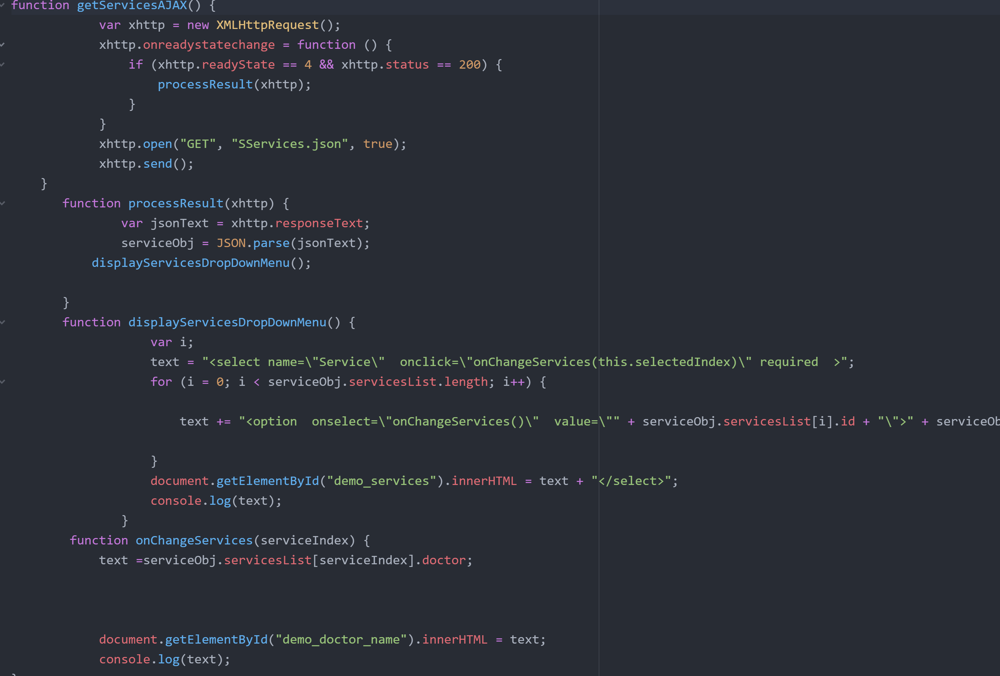 function getServicesAJAX() {
var xhttp = new XMLHttpRequest();
xhttp.onreadystatechange = function () {
if (xhttp.readyState == 4 && xhttp.status == 200) {
processResult(xhttp);
}
}
xhttp.open("GET", "SServices.json", true);
xhttp.send();
}
function processResult(xhttp) {
var jsonText = xhttp.responseText;
serviceObj = JSON.parse(jsonText);
displayServicesDropDownMenu();
}
function displayServicesDropDownMenu() {
var i;
text = "<select name=\"Service\"  onclick=\"onChangeServices(this.selectedIndex)\" required  >";
for (i = 0; i < serviceObj.servicesList.length; i++) {
text += "<option  onselect=\"onChangeServices()\"  value=\"" + serviceObj.servicesList[i].id + "\">" + serviceOb
}
document.getElementById("demo_services").innerHTML = text + "</select>";
console.log(text);
}
function onChangeServices(serviceIndex) {
text =serviceObj.servicesList[serviceIndex].doctor;
document.getElementById("demo_doctor_name").innerHTML = text;
console.log(text);
}